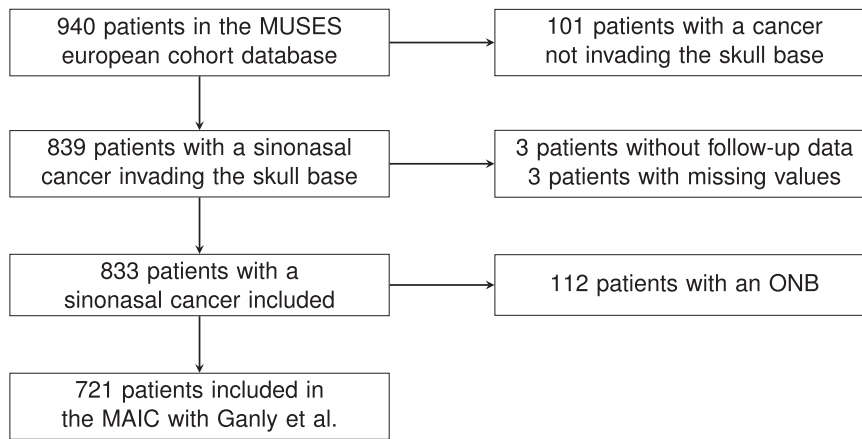 940 patients in the MUSES
european cohort database
101 patients with a cancer
not invading the skull base
839 patients with a sinonasal
cancer invading the skull base
3 patients without follow-up data
3 patients with missing values
833 patients with a
sinonasal cancer included
112 patients with an ONB
721 patients included in
the MAIC with Ganly et al.